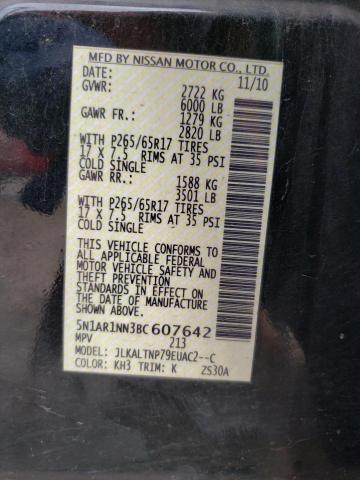 MFD BY NISSAN MOTOR CO., LTD.
DATE: 11/10
GVWR: 2722 KG
6000 LB
GAWR FR.: 1279 KG
2820 LB
WITH P265/65R17 TIRES
17 X 7.5 RIMS AT 35 PSI
COLD SINGLE
GAWR RR.: 1588 KG
3501 LB
WITH P265/65R17 TIRES
17 X 7.5 RIMS AT 35 PSI
COLD SINGLE
THIS VEHICLE CONFORMS TO
ALL APPLICABLE FEDERAL
MOTOR VEHICLE SAFETY AND
THEFT PREVENTION
STANDARDS IN EFFECT ON
THE DATE OF MANUFACTURE
SHOWN ABOVE.
5N1AR1NN3BC607642
MPV 213
MODEL: JLKALTNP79EUAC2--C
COLOR: KH3 TRIM: K ZS30A